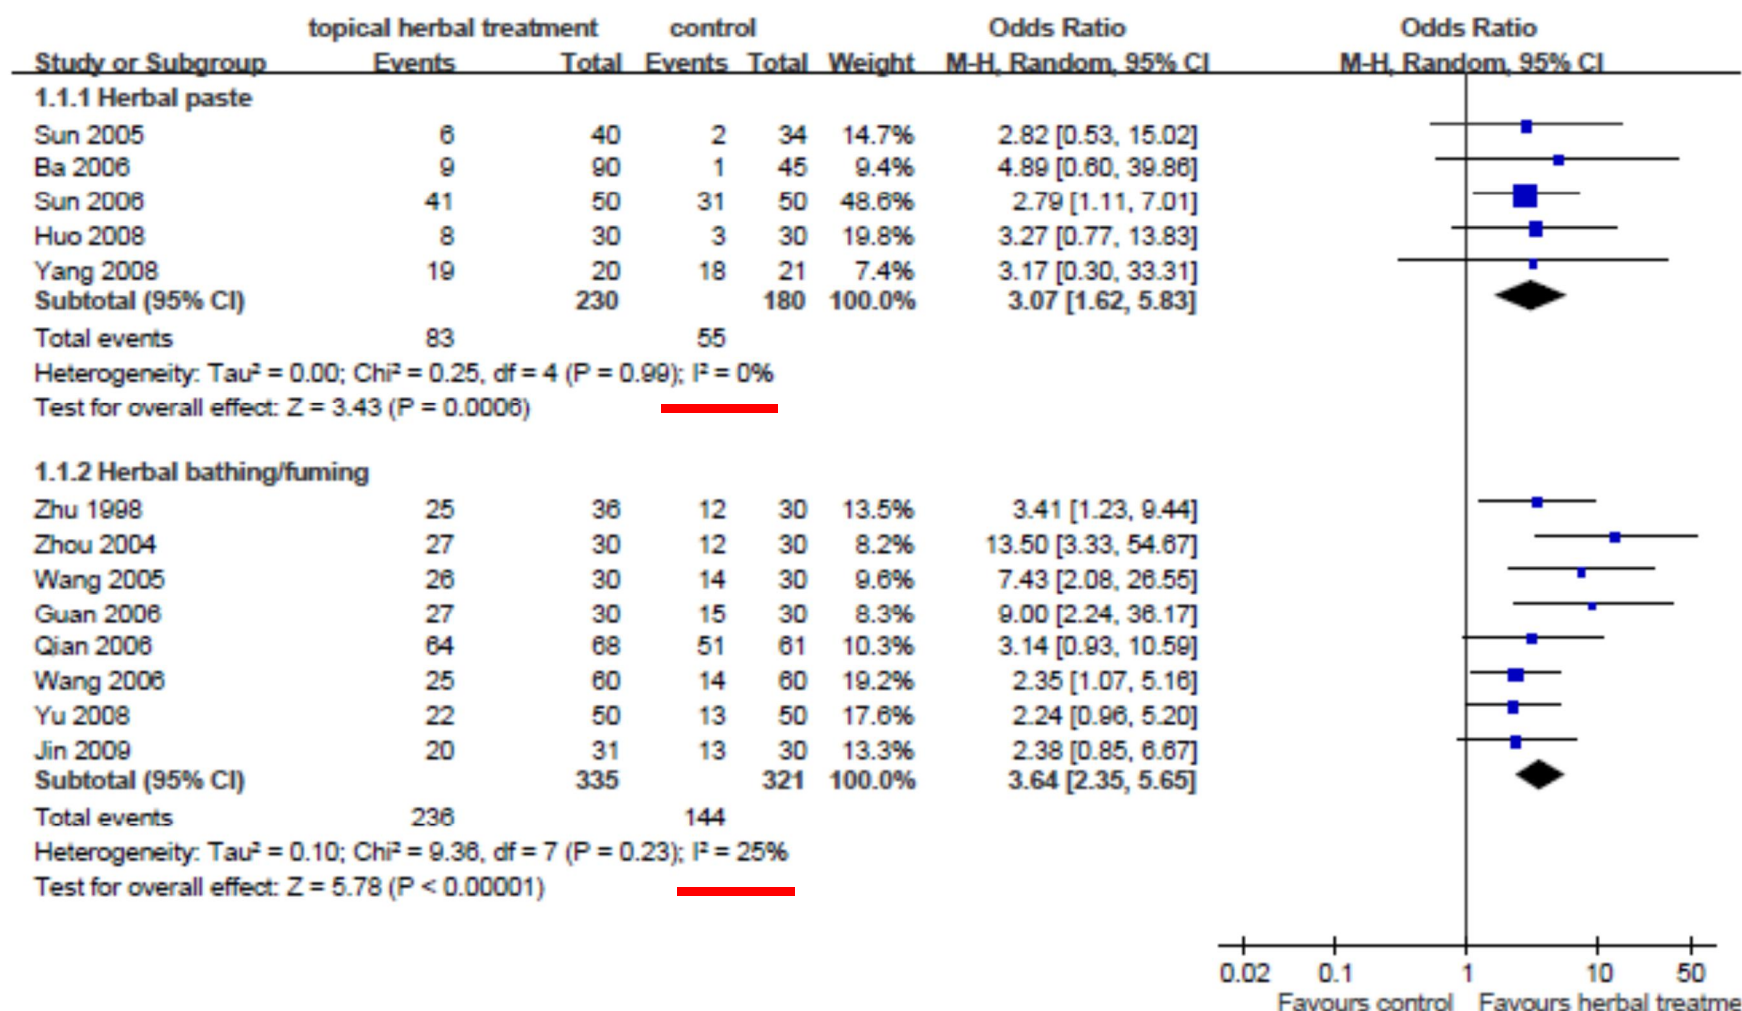 topical herbal treatment control Odds Ratio Odds Ratio
Study or Subgroup Events Total Events Total Weight M-H, Random, 95% CI M-H, Random, 95% CI
1.1.1 Herbal paste
Sun 2005 6 40 2 34 14.7% 2.82 [0.53, 15.02]
Ba 2006 9 90 1 45 9.4% 4.89 [0.60, 39.86]
Sun 2006 41 50 31 50 48.6% 2.79 [1.11, 7.01]
Huo 2008 8 30 3 30 19.8% 3.27 [0.77, 13.83]
Yang 2008 19 20 18 21 7.4% 3.17 [0.30, 33.31]
Subtotal (95% CI) 230 180 100.0% 3.07 [1.62, 5.83]
Total events 83 55
Heterogeneity: Tau² = 0.00; Chi² = 0.25, df = 4 (P = 0.99); I² = 0%
Test for overall effect: Z = 3.43 (P = 0.0006)
1.1.2 Herbal bathing/fuming
Zhu 1998 25 36 12 30 13.5% 3.41 [1.23, 9.44]
Zhou 2004 27 30 12 30 8.2% 13.50 [3.33, 54.67]
Wang 2005 26 30 14 30 9.6% 7.43 [2.08, 26.55]
Guan 2006 27 30 15 30 8.3% 9.00 [2.24, 36.17]
Qian 2006 64 68 51 61 10.3% 3.14 [0.93, 10.59]
Wang 2006 25 60 14 60 19.2% 2.35 [1.07, 5.16]
Yu 2008 22 50 13 50 17.6% 2.24 [0.96, 5.20]
Jin 2009 20 31 13 30 13.3% 2.38 [0.85, 6.67]
Subtotal (95% CI) 335 321 100.0% 3.64 [2.35, 5.65]
Total events 236 144
Heterogeneity: Tau² = 0.10; Chi² = 9.36, df = 7 (P = 0.23); I² = 25%
Test for overall effect: Z = 5.78 (P < 0.00001)
0.02 0.1 1 10 50
Favours control Favours herbal treatme